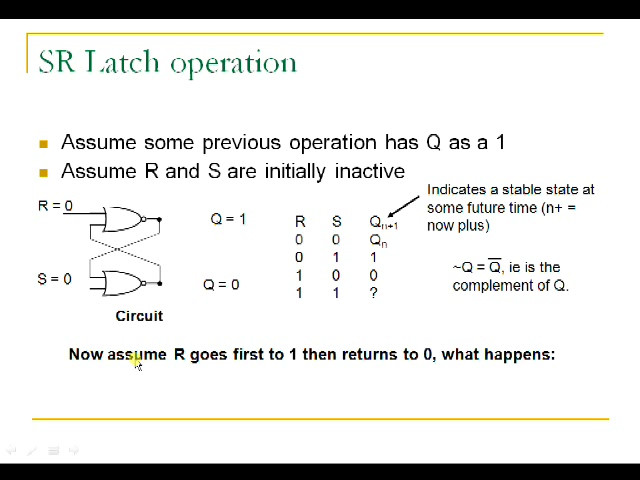 SR Latch operation
Assume some previous operation has Q as a 1
Assume R and S are initially inactive
R = 0
Q = 1
S = 0
Q = 0
Circuit
R S Qn+1
0 0 Qn
0 1 1
1 0 0
1 1 ?
Indicates a stable state at
some future time (n+ =
now plus)
~Q = Q̅, ie is the
complement of Q.
Now assume R goes first to 1 then returns to 0, what happens: